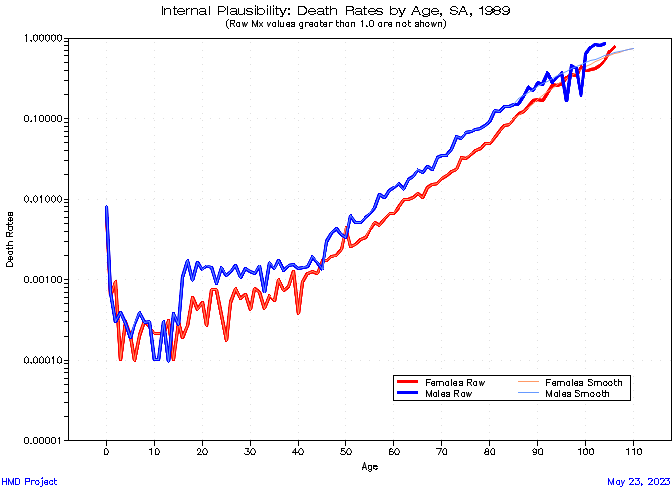 Internal Plausibility: Death Rates by Age, SA, 1989
(Raw Mx values greater than 1.0 are not shown)
1.00000
0.10000
0.01000
0.00100
0.00010
0.00001
Death Rates
0 10 20 30 40 50 60 70 80 90 100 110
Age
Females Raw Females Smooth
Males Raw Males Smooth
HMD Project May 23, 2023